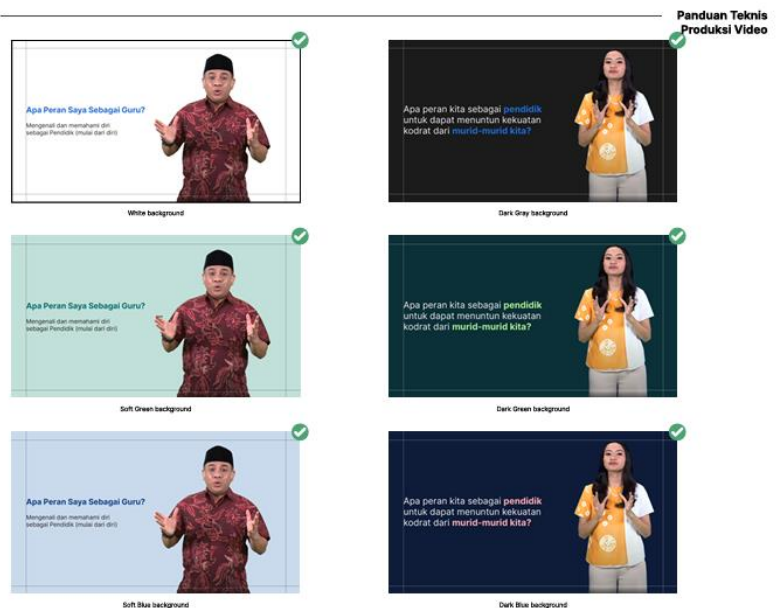 Panduan Teknis
Produksi Video
Apa Peran Saya Sebagai Guru?
Mengenali dan memahami diri
sebagai Pendidik (mulai dari diri)
White background
Apa peran kita sebagai pendidik
untuk dapat menuntun kekuatan
kodrat dari murid-murid kita?
Dark Gray background
Apa Peran Saya Sebagai Guru?
Mengenali dan memahami diri
sebagai Pendidik (mulai dari diri)
Soft Green background
Apa peran kita sebagai pendidik
untuk dapat menuntun kekuatan
kodrat dari murid-murid kita?
Dark Green background
Apa Peran Saya Sebagai Guru?
Mengenali dan memahami diri
sebagai Pendidik (mulai dari diri)
Soft Blue background
Apa peran kita sebagai pendidik
untuk dapat menuntun kekuatan
kodrat dari murid-murid kita?
Dark Blue background